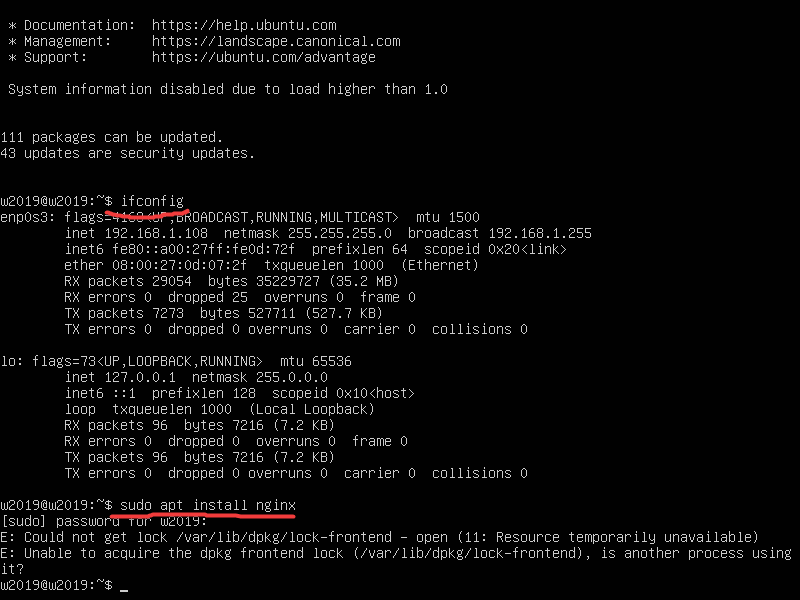 * Documentation:  https://help.ubuntu.com
* Management:     https://landscape.canonical.com
* Support:        https://ubuntu.com/advantage
System information disabled due to load higher than 1.0
111 packages can be updated.
43 updates are security updates.
w2019@w2019:~$ ifconfig
enp0s3: flags=4163<UP,BROADCAST,RUNNING,MULTICAST>  mtu 1500
inet 192.168.1.108  netmask 255.255.255.0  broadcast 192.168.1.255
inet6 fe80::a00:27ff:fe0d:72f  prefixlen 64  scopeid 0x20<link>
ether 08:00:27:0d:07:2f  txqueuelen 1000  (Ethernet)
RX packets 29054  bytes 35229727 (35.2 MB)
RX errors 0  dropped 25  overruns 0  frame 0
TX packets 7273  bytes 527711 (527.7 KB)
TX errors 0  dropped 0 overruns 0  carrier 0  collisions 0
lo: flags=73<UP,LOOPBACK,RUNNING>  mtu 65536
inet 127.0.0.1  netmask 255.0.0.0
inet6 ::1  prefixlen 128  scopeid 0x10<host>
loop  txqueuelen 1000  (Local Loopback)
RX packets 96  bytes 7216 (7.2 KB)
RX errors 0  dropped 0  overruns 0  frame 0
TX packets 96  bytes 7216 (7.2 KB)
TX errors 0  dropped 0 overruns 0  carrier 0  collisions 0
w2019@w2019:~$ sudo apt install nginx
[sudo] password for w2019:
E: Could not get lock /var/lib/dpkg/lock-frontend - open (11: Resource temporarily unavailable)
E: Unable to acquire the dpkg frontend lock (/var/lib/dpkg/lock-frontend), is another process using
it?
w2019@w2019:~$ _